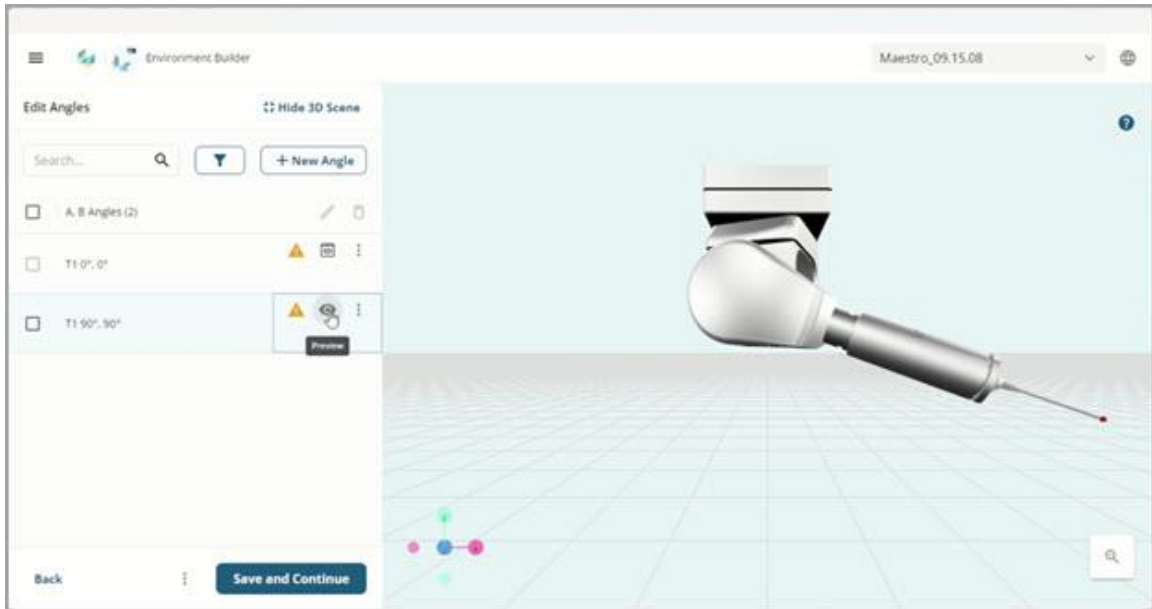 Environment Builder
Maestro_09.15.08
Edit Angles
Hide 3D Scene
Search...
+ New Angle
A, B Angles (2)
T1 0°, 0°
T1 90°, 90°
Preview
Back
Save and Continue